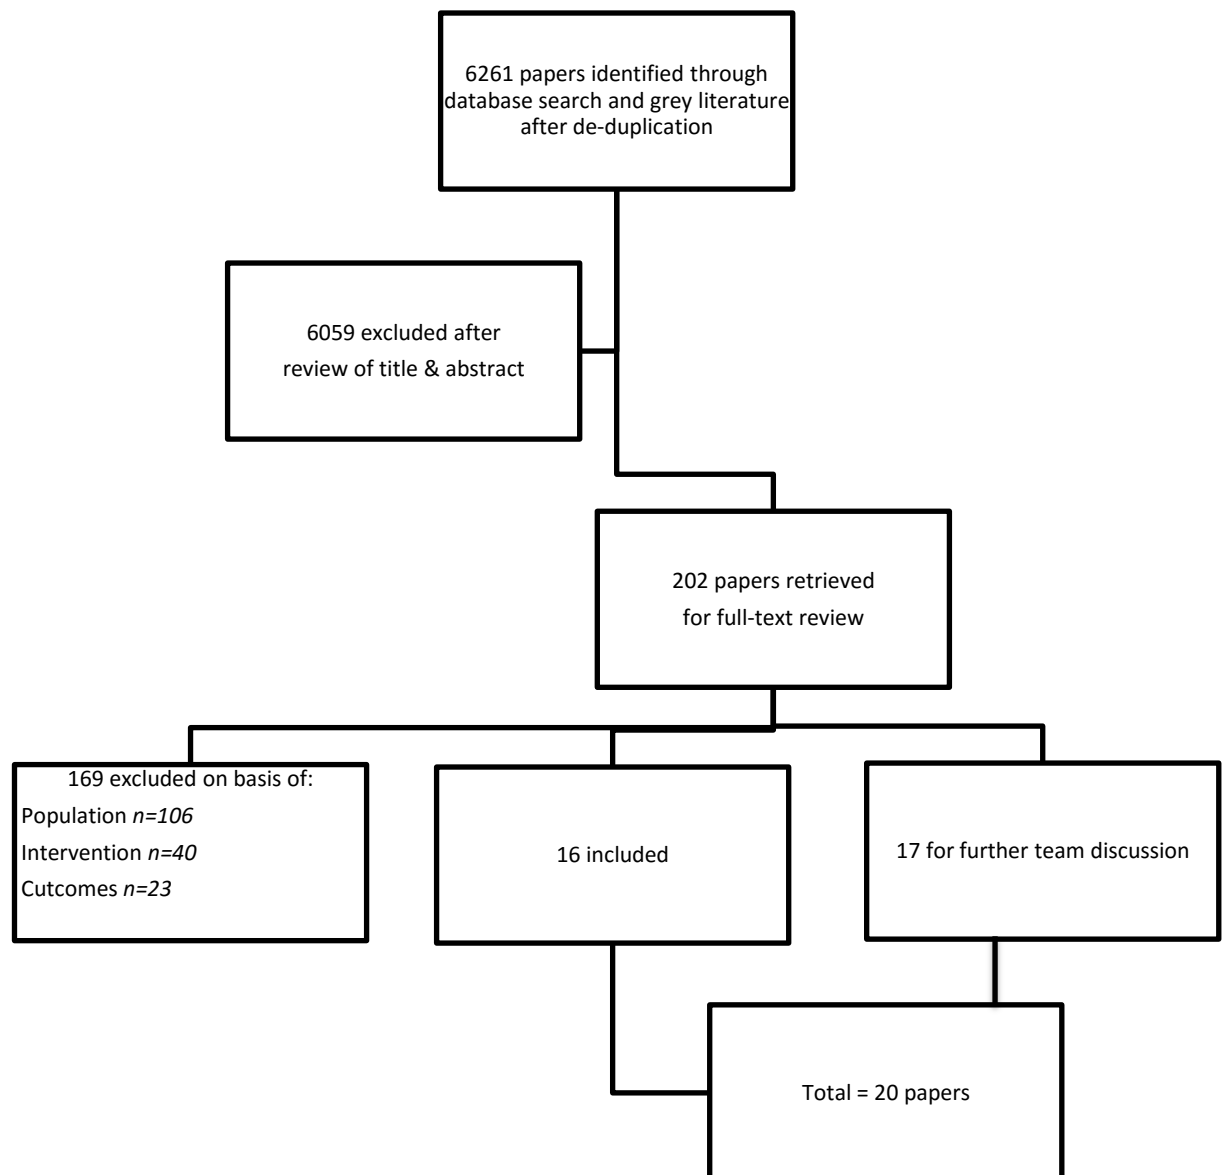 6261 papers identified through
database search and grey literature
after de-duplication
6059 excluded after
review of title & abstract
202 papers retrieved
for full-text review
169 excluded on basis of:
Population n=106
Intervention n=40
Cutcomes n=23
16 included
17 for further team discussion
Total = 20 papers